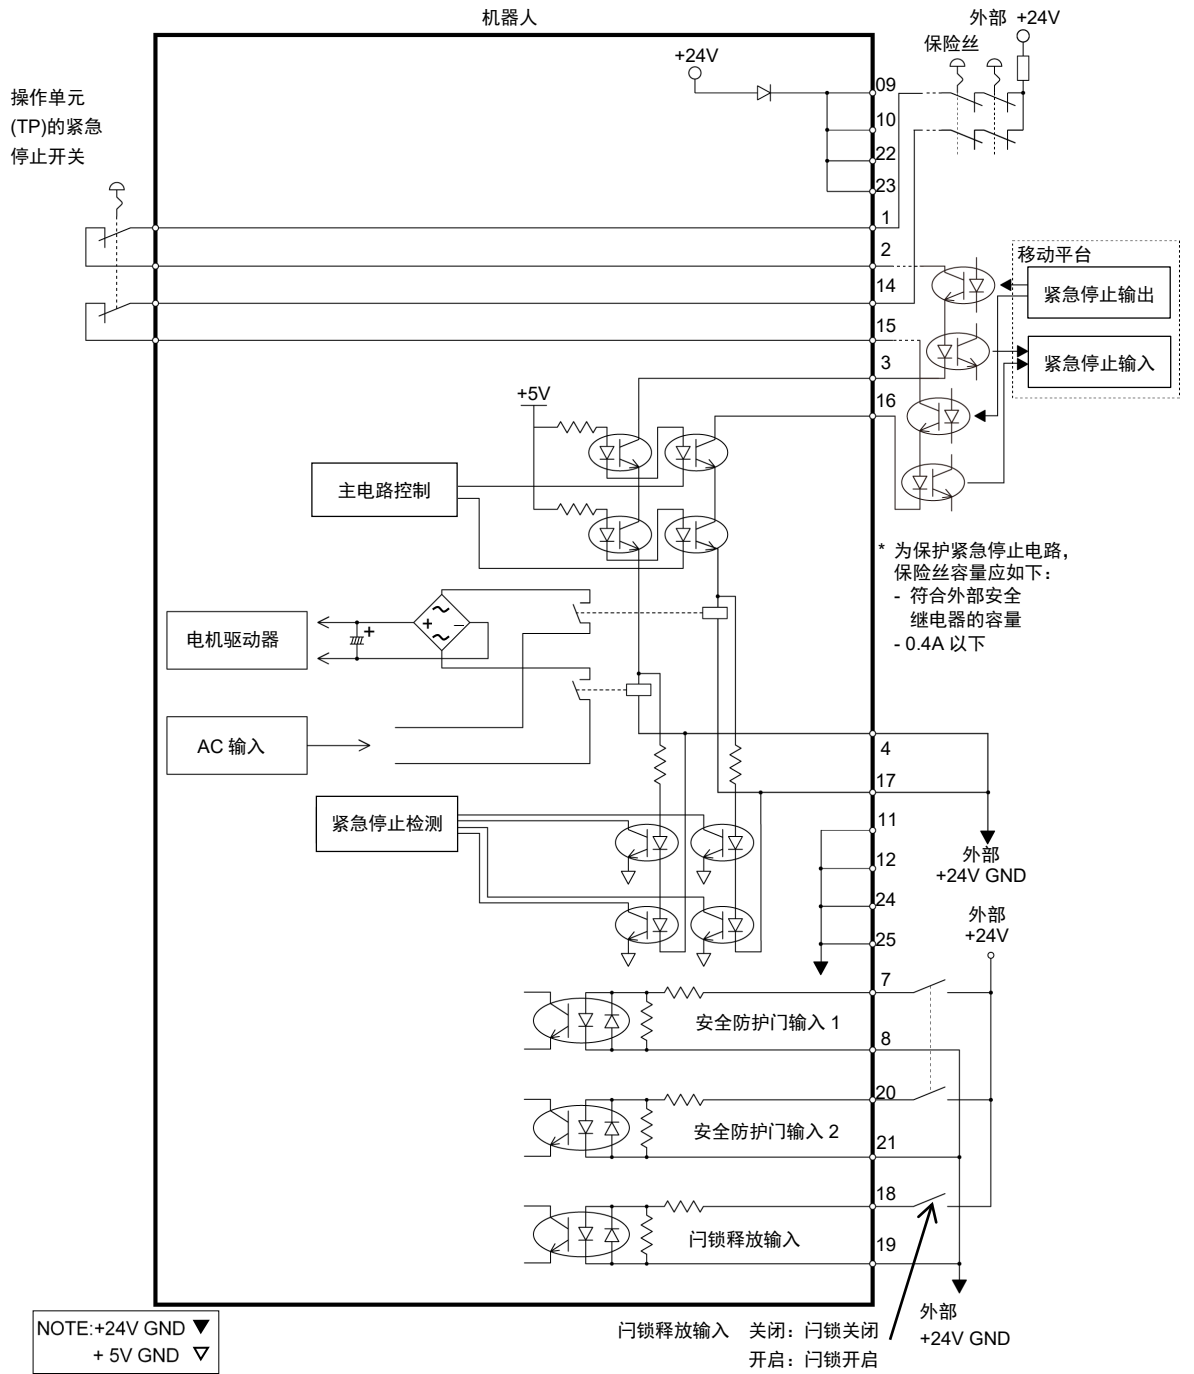 机器人
外部 +24V
保险丝
+24V
操作单元
(TP)的紧急
停止开关
09
10
22
23
1
2
14
15
3
16
移动平台
紧急停止输出
紧急停止输入
+5V
主电路控制
* 为保护紧急停止电路,
保险丝容量应如下:
- 符合外部安全
继电器的容量
- 0.4A 以下
电机驱动器
+
~
+ -
~
AC 输入
4
17
紧急停止检测
11
12
24
25
外部
+24V GND
外部
+24V
7
安全防护门输入 1
8
20
安全防护门输入 2
21
18
闩锁释放输入
19
外部
+24V GND
闩锁释放输入 关闭:闩锁关闭
开启:闩锁开启
NOTE:+24V GND ▼
+ 5V GND ▽